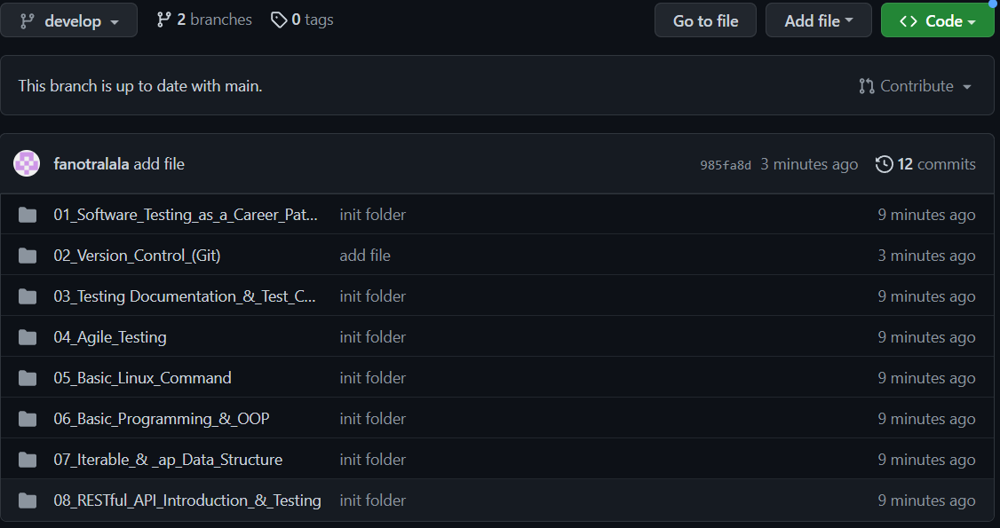 develop 2 branches 0 tags Go to file Add file Code
This branch is up to date with main. Contribute
fanotralala add file 985fa8d 3 minutes ago 12 commits
01_Software_Testing_as_a_Career_Pat... init folder 9 minutes ago
02_Version_Control_(Git) add file 3 minutes ago
03_Testing Documentation_&_Test_C... init folder 9 minutes ago
04_Agile_Testing init folder 9 minutes ago
05_Basic_Linux_Command init folder 9 minutes ago
06_Basic_Programming_&_OOP init folder 9 minutes ago
07_Iterable_& _ap_Data_Structure init folder 9 minutes ago
08_RESTful_API_Introduction_&_Testing init folder 9 minutes ago